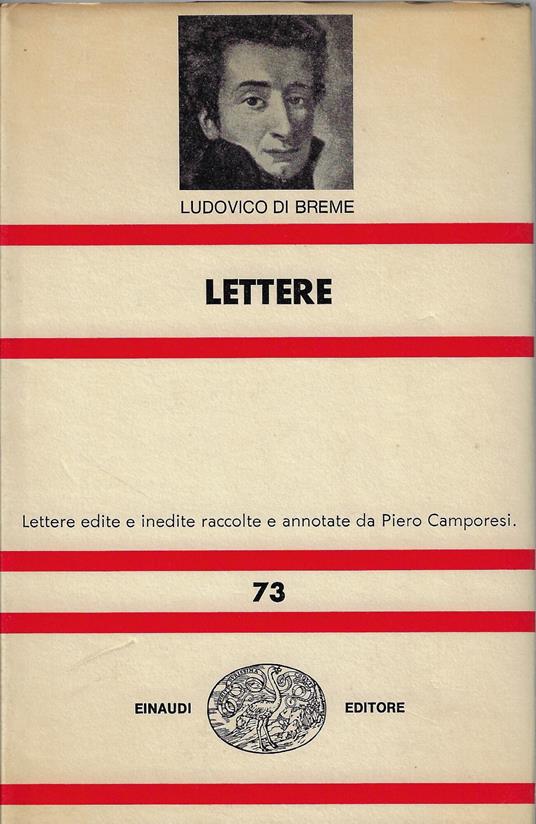 LUDOVICO DI BREME
LETTERE
Lettere edite e inedite raccolte e annotate da Piero Camporesi.
73
EINAUDI EDITORE